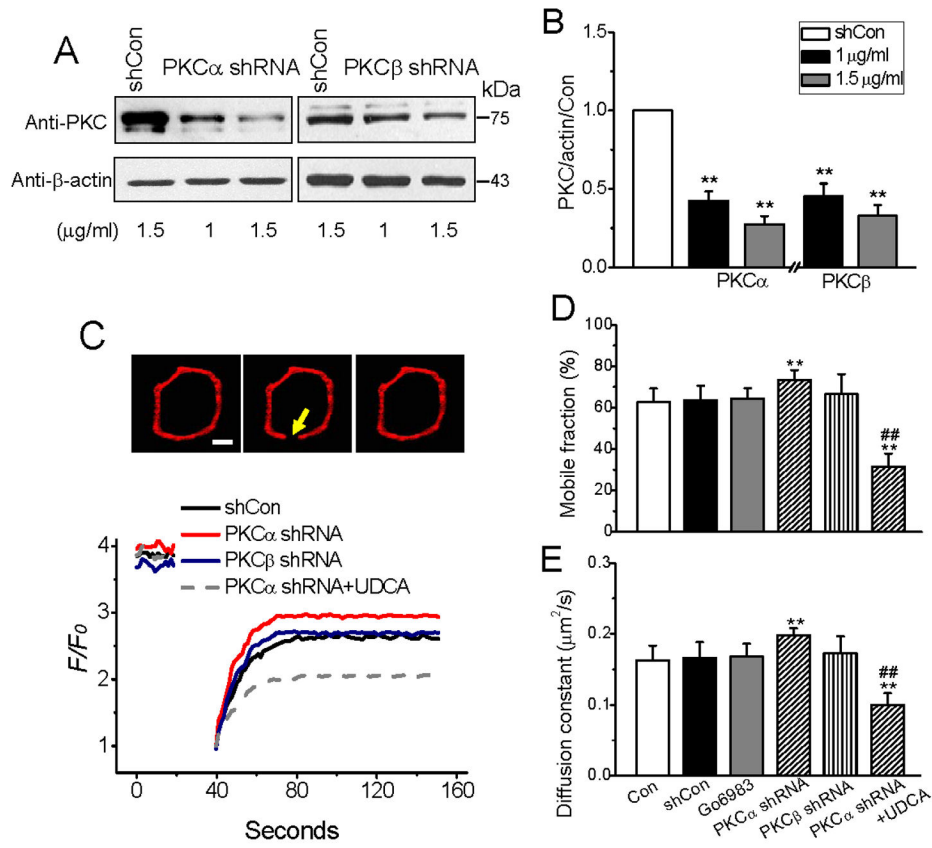 A
shCon
PKCα shRNA
shCon
PKCβ shRNA
kDa
Anti-PKC
75
Anti-β-actin
43
(μg/ml)
1.5 1 1.5 1.5 1 1.5
B
shCon
1 μg/ml
1.5 μg/ml
PKC/actin/Con
1.0
0.5
0.0
**
**
**
**
PKCα
PKCβ
C
shCon
PKCα shRNA
PKCβ shRNA
PKCα shRNA+UDCA
F/F0
4
3
2
1
0 40 80 120 160
Seconds
D
Mobile fraction (%)
100
80
60
40
20
0
**
##
**
E
Diffusion constant (μm²/s)
0.3
0.2
0.1
0.0
**
##
**
Con
shCon
Go6983
PKCα shRNA
PKCβ shRNA
PKCα shRNA
+UDCA